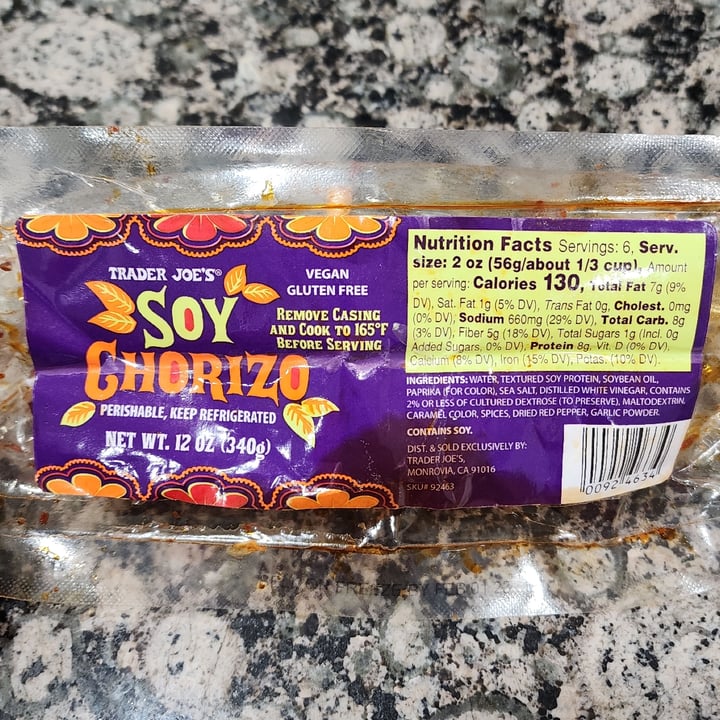 TRADER JOE'S®
SOY
CHORIZO
VEGAN
GLUTEN FREE
REMOVE CASING
AND COOK TO 165°F
BEFORE SERVING
PERISHABLE, KEEP REFRIGERATED
NET WT. 12 OZ (340g)
Nutrition Facts Servings: 6, Serv.
size: 2 oz (56g/about 1/3 cup), Amount
per serving: Calories 130, Total Fat 7g (9%
DV), Sat. Fat 1g (5% DV), Trans Fat 0g, Cholest. 0mg
(0% DV), Sodium 660mg (29% DV), Total Carb. 8g
(3% DV), Fiber 5g (18% DV), Total Sugars 1g (Incl. 0g
Added Sugars, 0% DV), Protein 8g, Vit. D (0% DV),
Calcium (8% DV), Iron (15% DV), Potas. (10% DV).
INGREDIENTS: WATER, TEXTURED SOY PROTEIN, SOYBEAN OIL,
PAPRIKA (FOR COLOR), SEA SALT, DISTILLED WHITE VINEGAR, CONTAINS
2% OR LESS OF CULTURED DEXTROSE (TO PRESERVE), MALTODEXTRIN,
CARAMEL COLOR, SPICES, DRIED RED PEPPER, GARLIC POWDER.
CONTAINS SOY.
DIST. & SOLD EXCLUSIVELY BY:
TRADER JOE'S,
MONROVIA, CA 91016
SKU# 92463
0092 4634